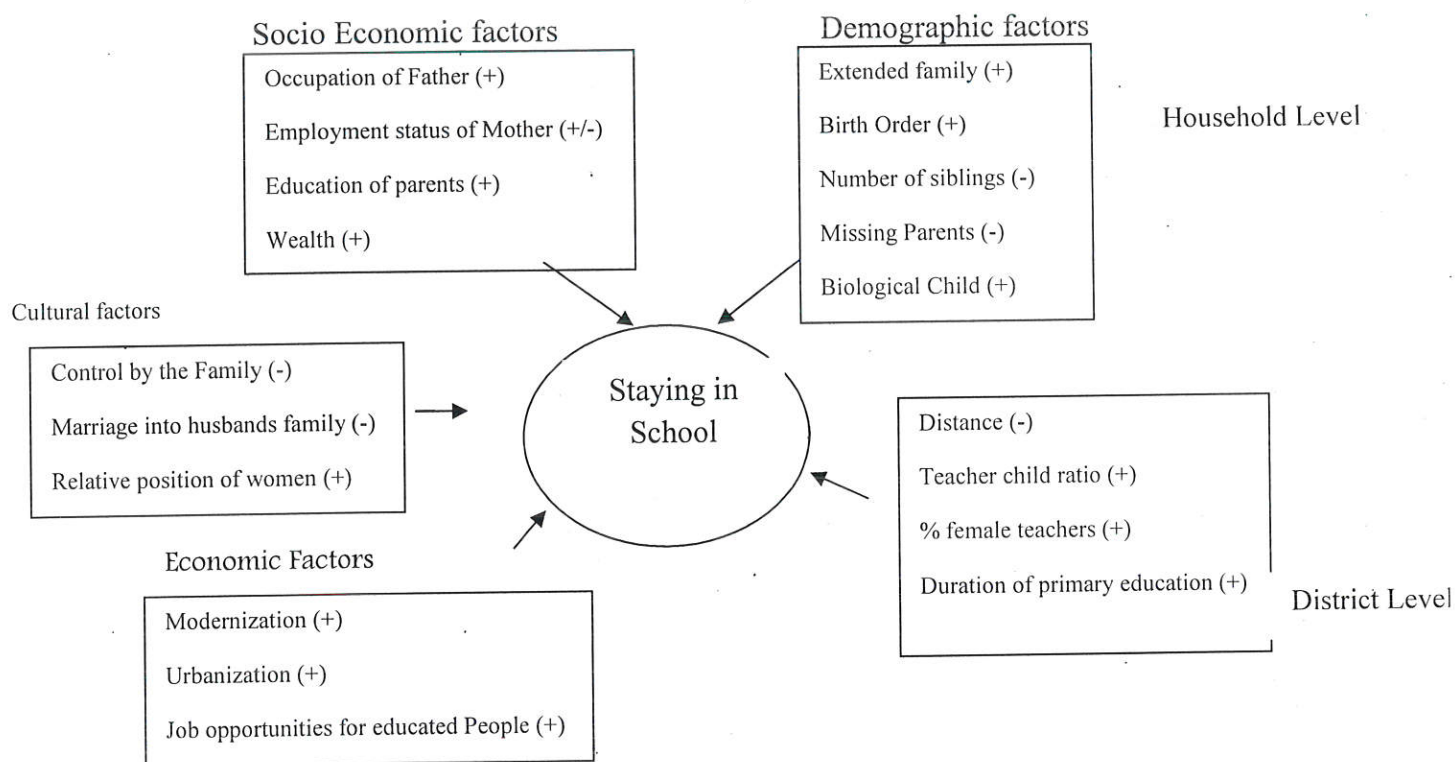 Socio Economic factors
Occupation of Father (+)
Employment status of Mother (+/-)
Education of parents (+)
Wealth (+)
Demographic factors
Extended family (+)
Birth Order (+)
Number of siblings (-)
Missing Parents (-)
Biological Child (+)
Household Level
Cultural factors
Control by the Family (-)
Marriage into husbands family (-)
Relative position of women (+)
Staying in
School
Distance (-)
Teacher child ratio (+)
% female teachers (+)
Duration of primary education (+)
District Level
Economic Factors
Modernization (+)
Urbanization (+)
Job opportunities for educated People (+)